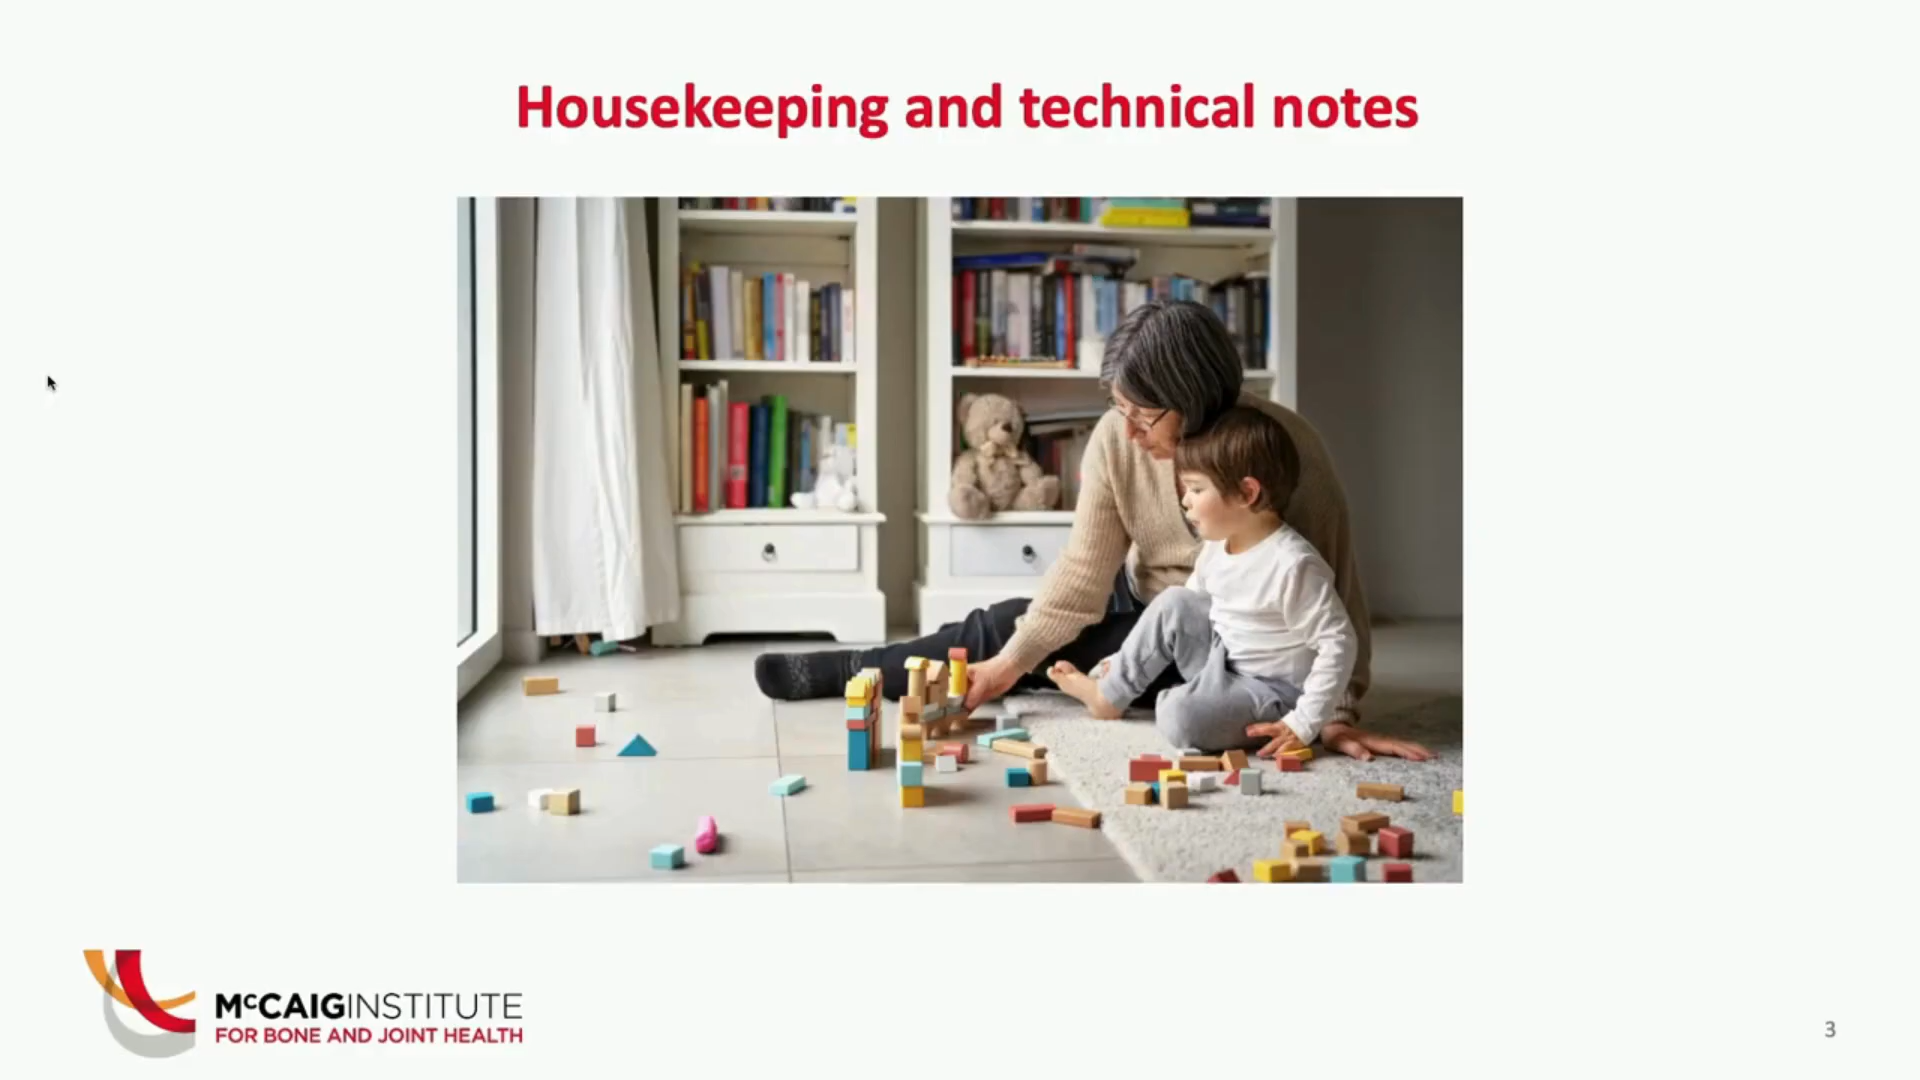 Housekeeping and technical notes
McCAIGINSTITUTE
FOR BONE AND JOINT HEALTH
3